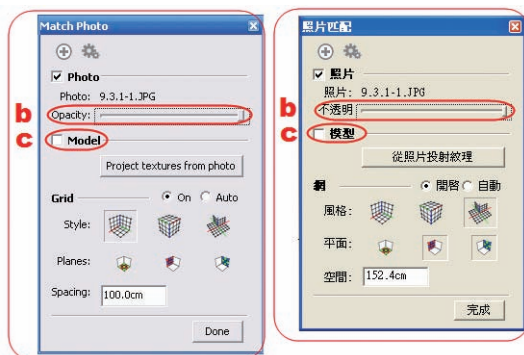 Match Photo
Photo
Photo: 9.3.1-1.JPG
b Opacity:
c Model
Project textures from photo
Grid On Auto
Style:
Planes:
Spacing: 100.0cm
Done
照片匹配
照片
照片: 9.3.1-1.JPG
b 不透明
c 模型
從照片投射紋理
網 開啓 自動
風格:
平面:
空間: 152.4cm
完成